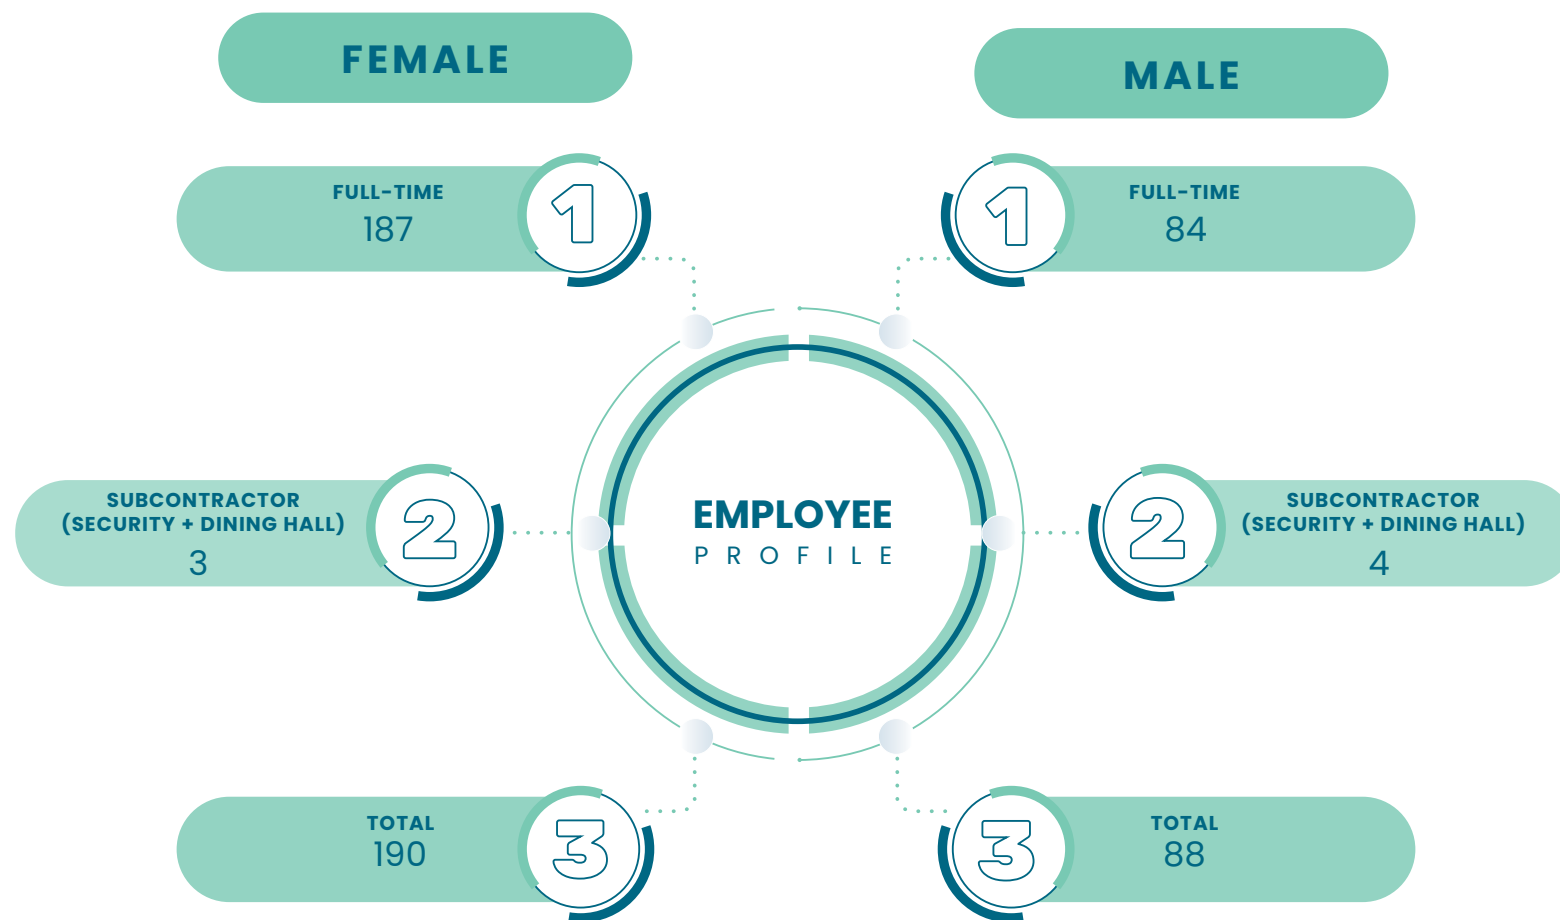 FEMALE
FULL-TIME
187
1
SUBCONTRACTOR
(SECURITY + DINING HALL)
3
2
TOTAL
190
3
EMPLOYEE
PROFILE
MALE
1
FULL-TIME
84
2
SUBCONTRACTOR
(SECURITY + DINING HALL)
4
3
TOTAL
88